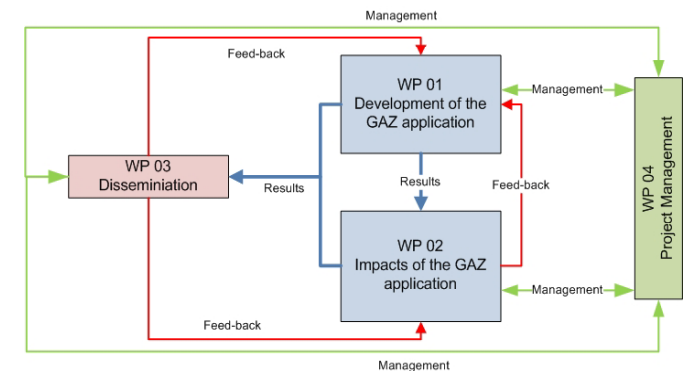 Management
Feed-back
WP 01
Development of the
GAZ application
Management
WP 04
Project Management
WP 03
Disseminiation
Results
Results
Feed-back
WP 02
Impacts of the GAZ
application
Management
Feed-back
Management